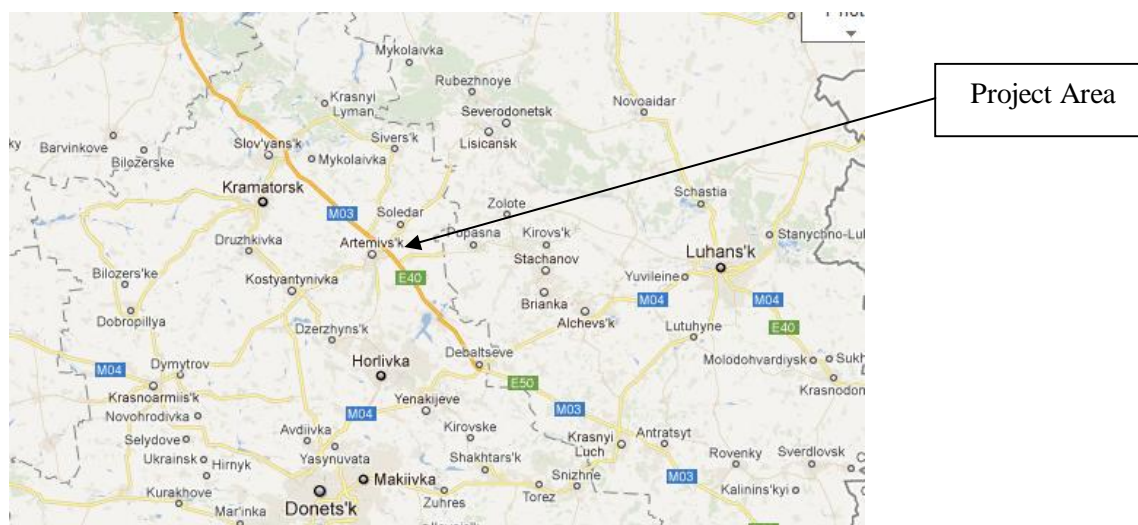 Mykolaivka
Rubezhnoye
Krasnyi
Lyman
Severodonetsk
Novoaidar
Project Area
Barvinkove
Bilozerske
Slov'yans'k
Sivers'k
Lisicansk
Mykolaivka
Kramatorsk
Schastia
M03
Soledar
Zolote
Druzhkivka
Artemivs'k
Popasna
Kirovs'k
Stanychno-Lu
Luhans'k
Bilozers'ke
Kostyantynivka
E40
Stachanov
Yuvileine
Brianka
M04
M04
Dobropillya
Alchevs'k
Lutuhyne
E40
Dzerzhyns'k
Dymytrov
Horlivka
Debaltseve
Molodohvardiysk
Sukh
M04
Krasnoarmiis'k
E50
Krasnodon
Novohrodivka
M04
Yenakijeve
M03
Selydove
Avdiivka
Kirovske
Krasnyi
Luch
Antratsyt
Ukrainsk
Hirnyk
Yasynuvata
Shakhtars'k
Rovenky
Sverdlovsk
Makiivka
Snizhne
M03
Kurakhove
Donets'k
Zuhres
Torez
Kalinins'kyi
Mar'inka